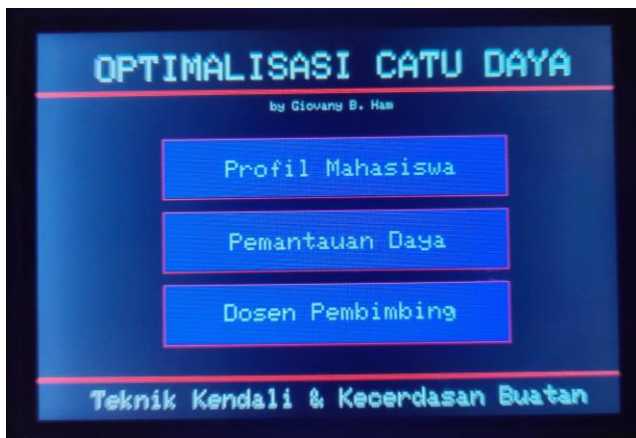 OPTIMALISASI CATU DAYA
by Giovany B. Ham
Profil Mahasiswa
Pemantauan Daya
Dosen Pembimbing
Teknik Kendali & Kecerdasan Buatan